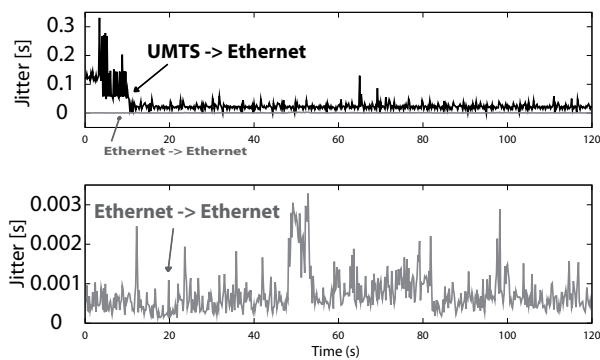 0.3
UMTS -> Ethernet
0.2
0.1
0
Jitter [s]
0 20 40 60 80 100 120
Ethernet -> Ethernet
0.003
Ethernet -> Ethernet
0.002
0.001
0
Jitter [s]
0 20 40 60 80 100 120
Time (s)